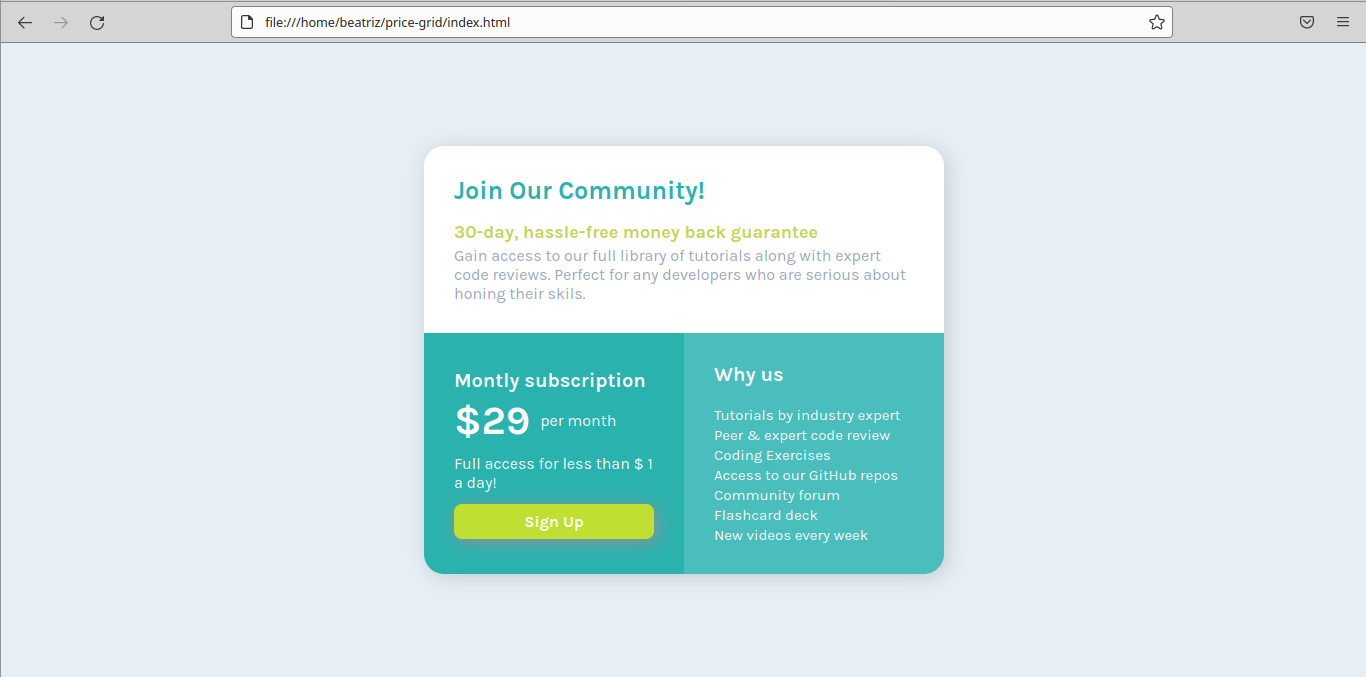 file:///home/beatriz/price-grid/index.html
Join Our Community!
30-day, hassle-free money back guarantee
Gain access to our full library of tutorials along with expert
code reviews. Perfect for any developers who are serious about
honing their skils.
Montly subscription
$29 per month
Full access for less than $ 1
a day!
Sign Up
Why us
Tutorials by industry expert
Peer & expert code review
Coding Exercises
Access to our GitHub repos
Community forum
Flashcard deck
New videos every week